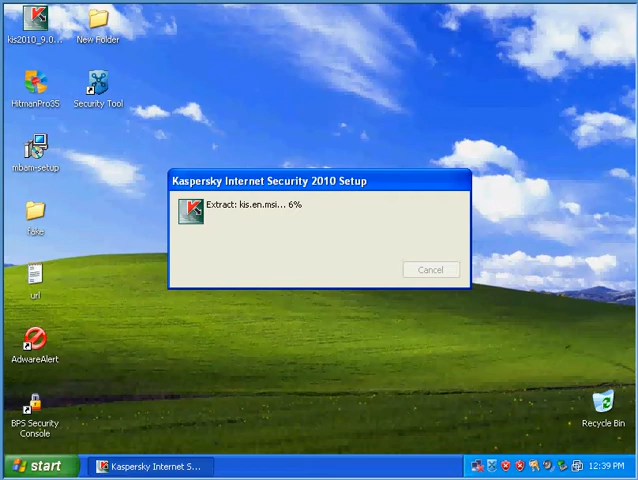 kis2010_9.0...
New Folder
HitmanPro35
Security Tool
mbam-setup
fake
url
AdwareAlert
BPS Security
Console
Kaspersky Internet Security 2010 Setup
Extract: kis.en.msi... 6%
Cancel
Recycle Bin
start
Kaspersky Internet S...
12:39 PM